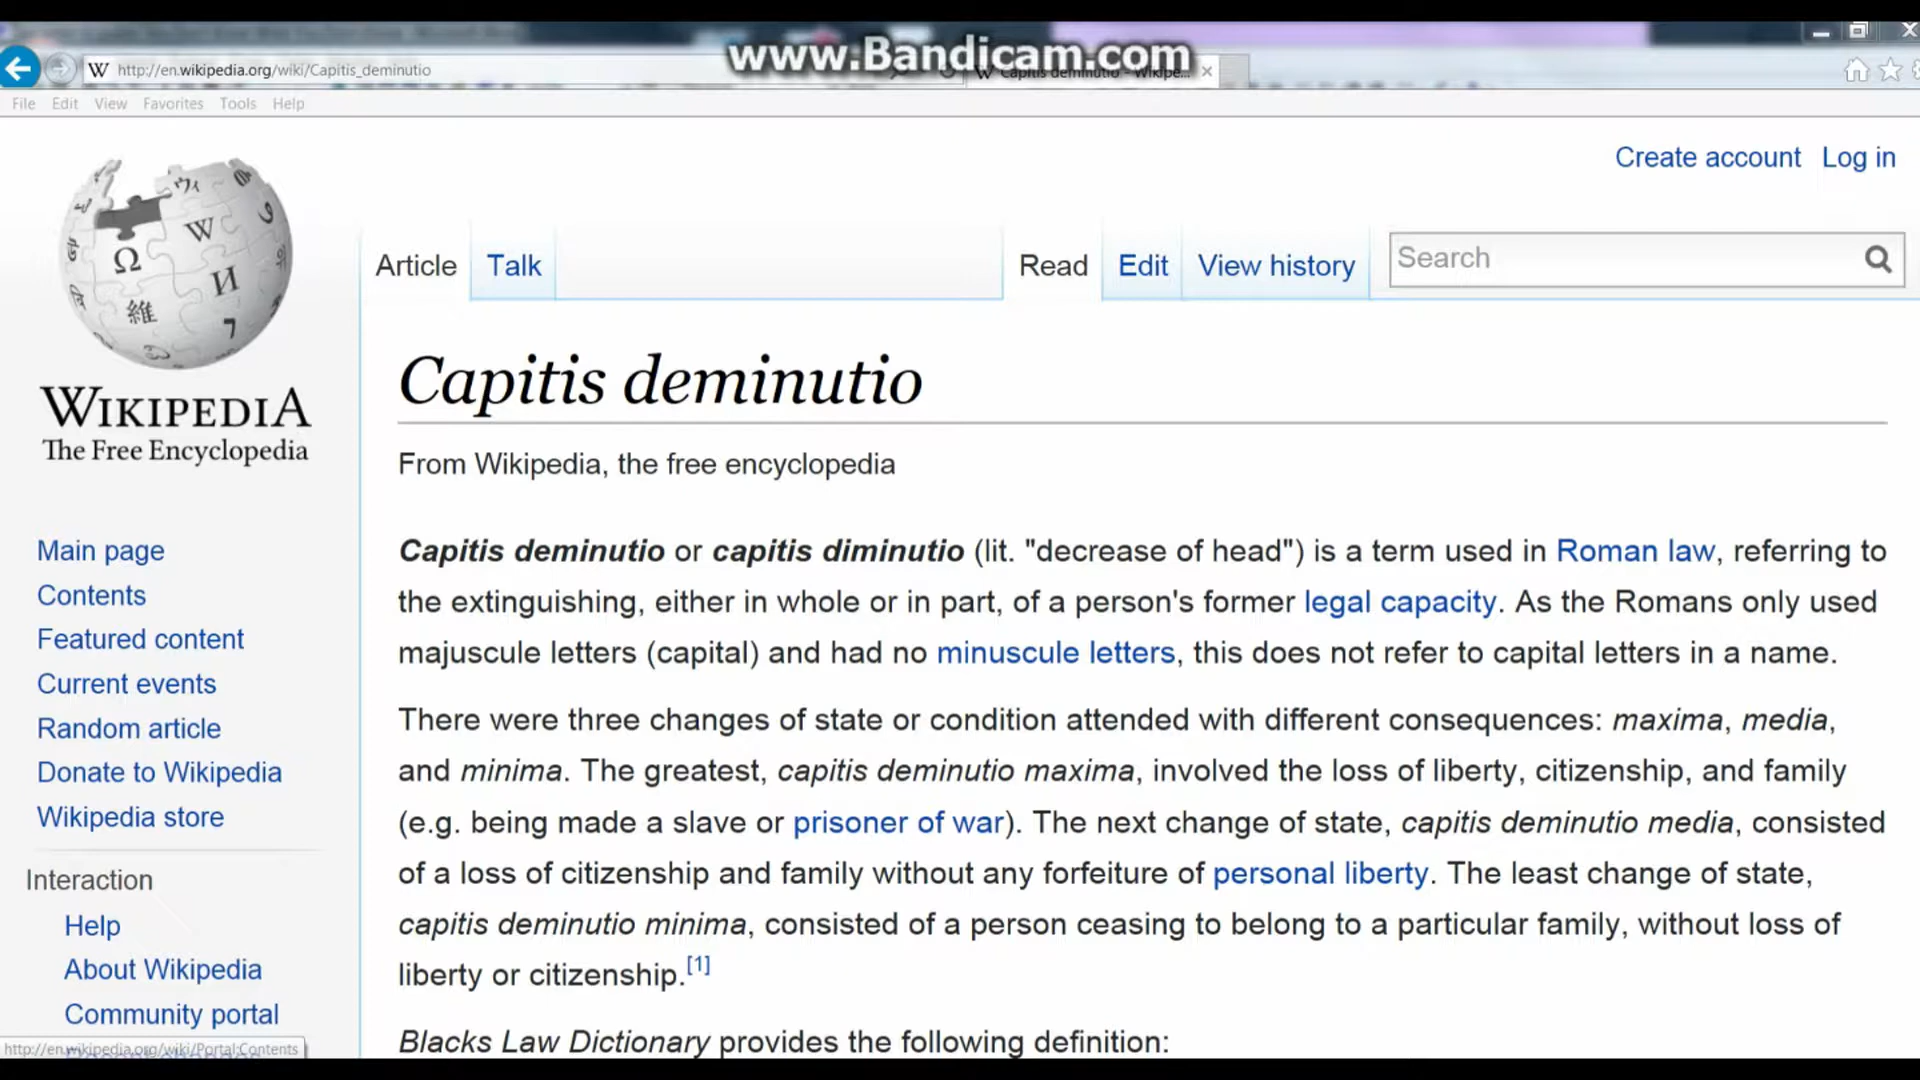 www.Bandicam.com
http://en.wikipedia.org/wiki/Capitis_deminutio
Capitis deminutio - Wikipe...
File Edit View Favorites Tools Help
Create account Log in
Article Talk Read Edit View history Search
WIKIPEDIA
The Free Encyclopedia
Capitis deminutio
From Wikipedia, the free encyclopedia
Capitis deminutio or capitis diminutio (lit. "decrease of head") is a term used in Roman law, referring to
the extinguishing, either in whole or in part, of a person's former legal capacity. As the Romans only used
majuscule letters (capital) and had no minuscule letters, this does not refer to capital letters in a name.
There were three changes of state or condition attended with different consequences: maxima, media,
and minima. The greatest, capitis deminutio maxima, involved the loss of liberty, citizenship, and family
(e.g. being made a slave or prisoner of war). The next change of state, capitis deminutio media, consisted
of a loss of citizenship and family without any forfeiture of personal liberty. The least change of state,
capitis deminutio minima, consisted of a person ceasing to belong to a particular family, without loss of
liberty or citizenship.[1]
Blacks Law Dictionary provides the following definition:
Main page
Contents
Featured content
Current events
Random article
Donate to Wikipedia
Wikipedia store
Interaction
Help
About Wikipedia
Community portal
http://en.wikipedia.org/wiki/Portal:Contents